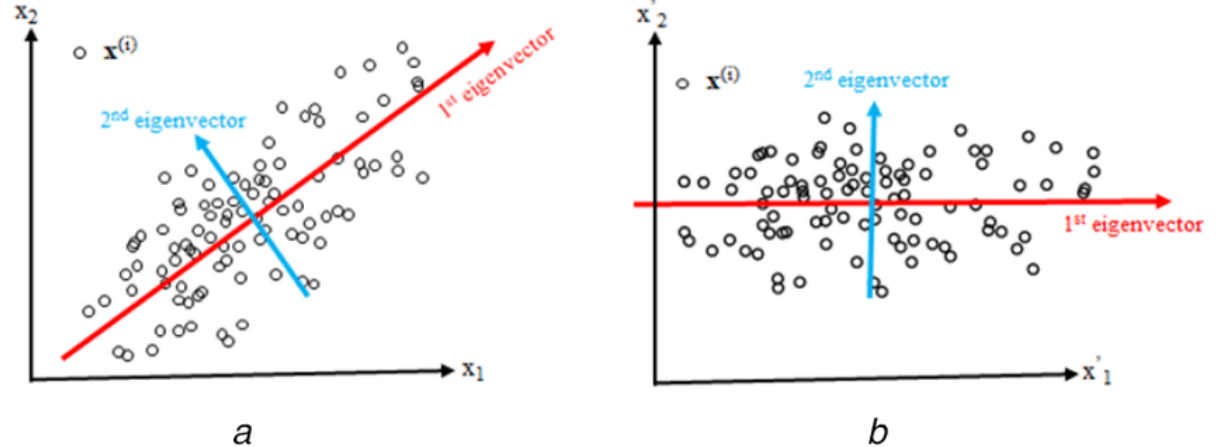 x₂
x⁽ⁱ⁾
2ⁿᵈ eigenvector
1ˢᵗ eigenvector
x₁
a
x'₂
x⁽ⁱ⁾
2ⁿᵈ eigenvector
1ˢᵗ eigenvector
x'₁
b